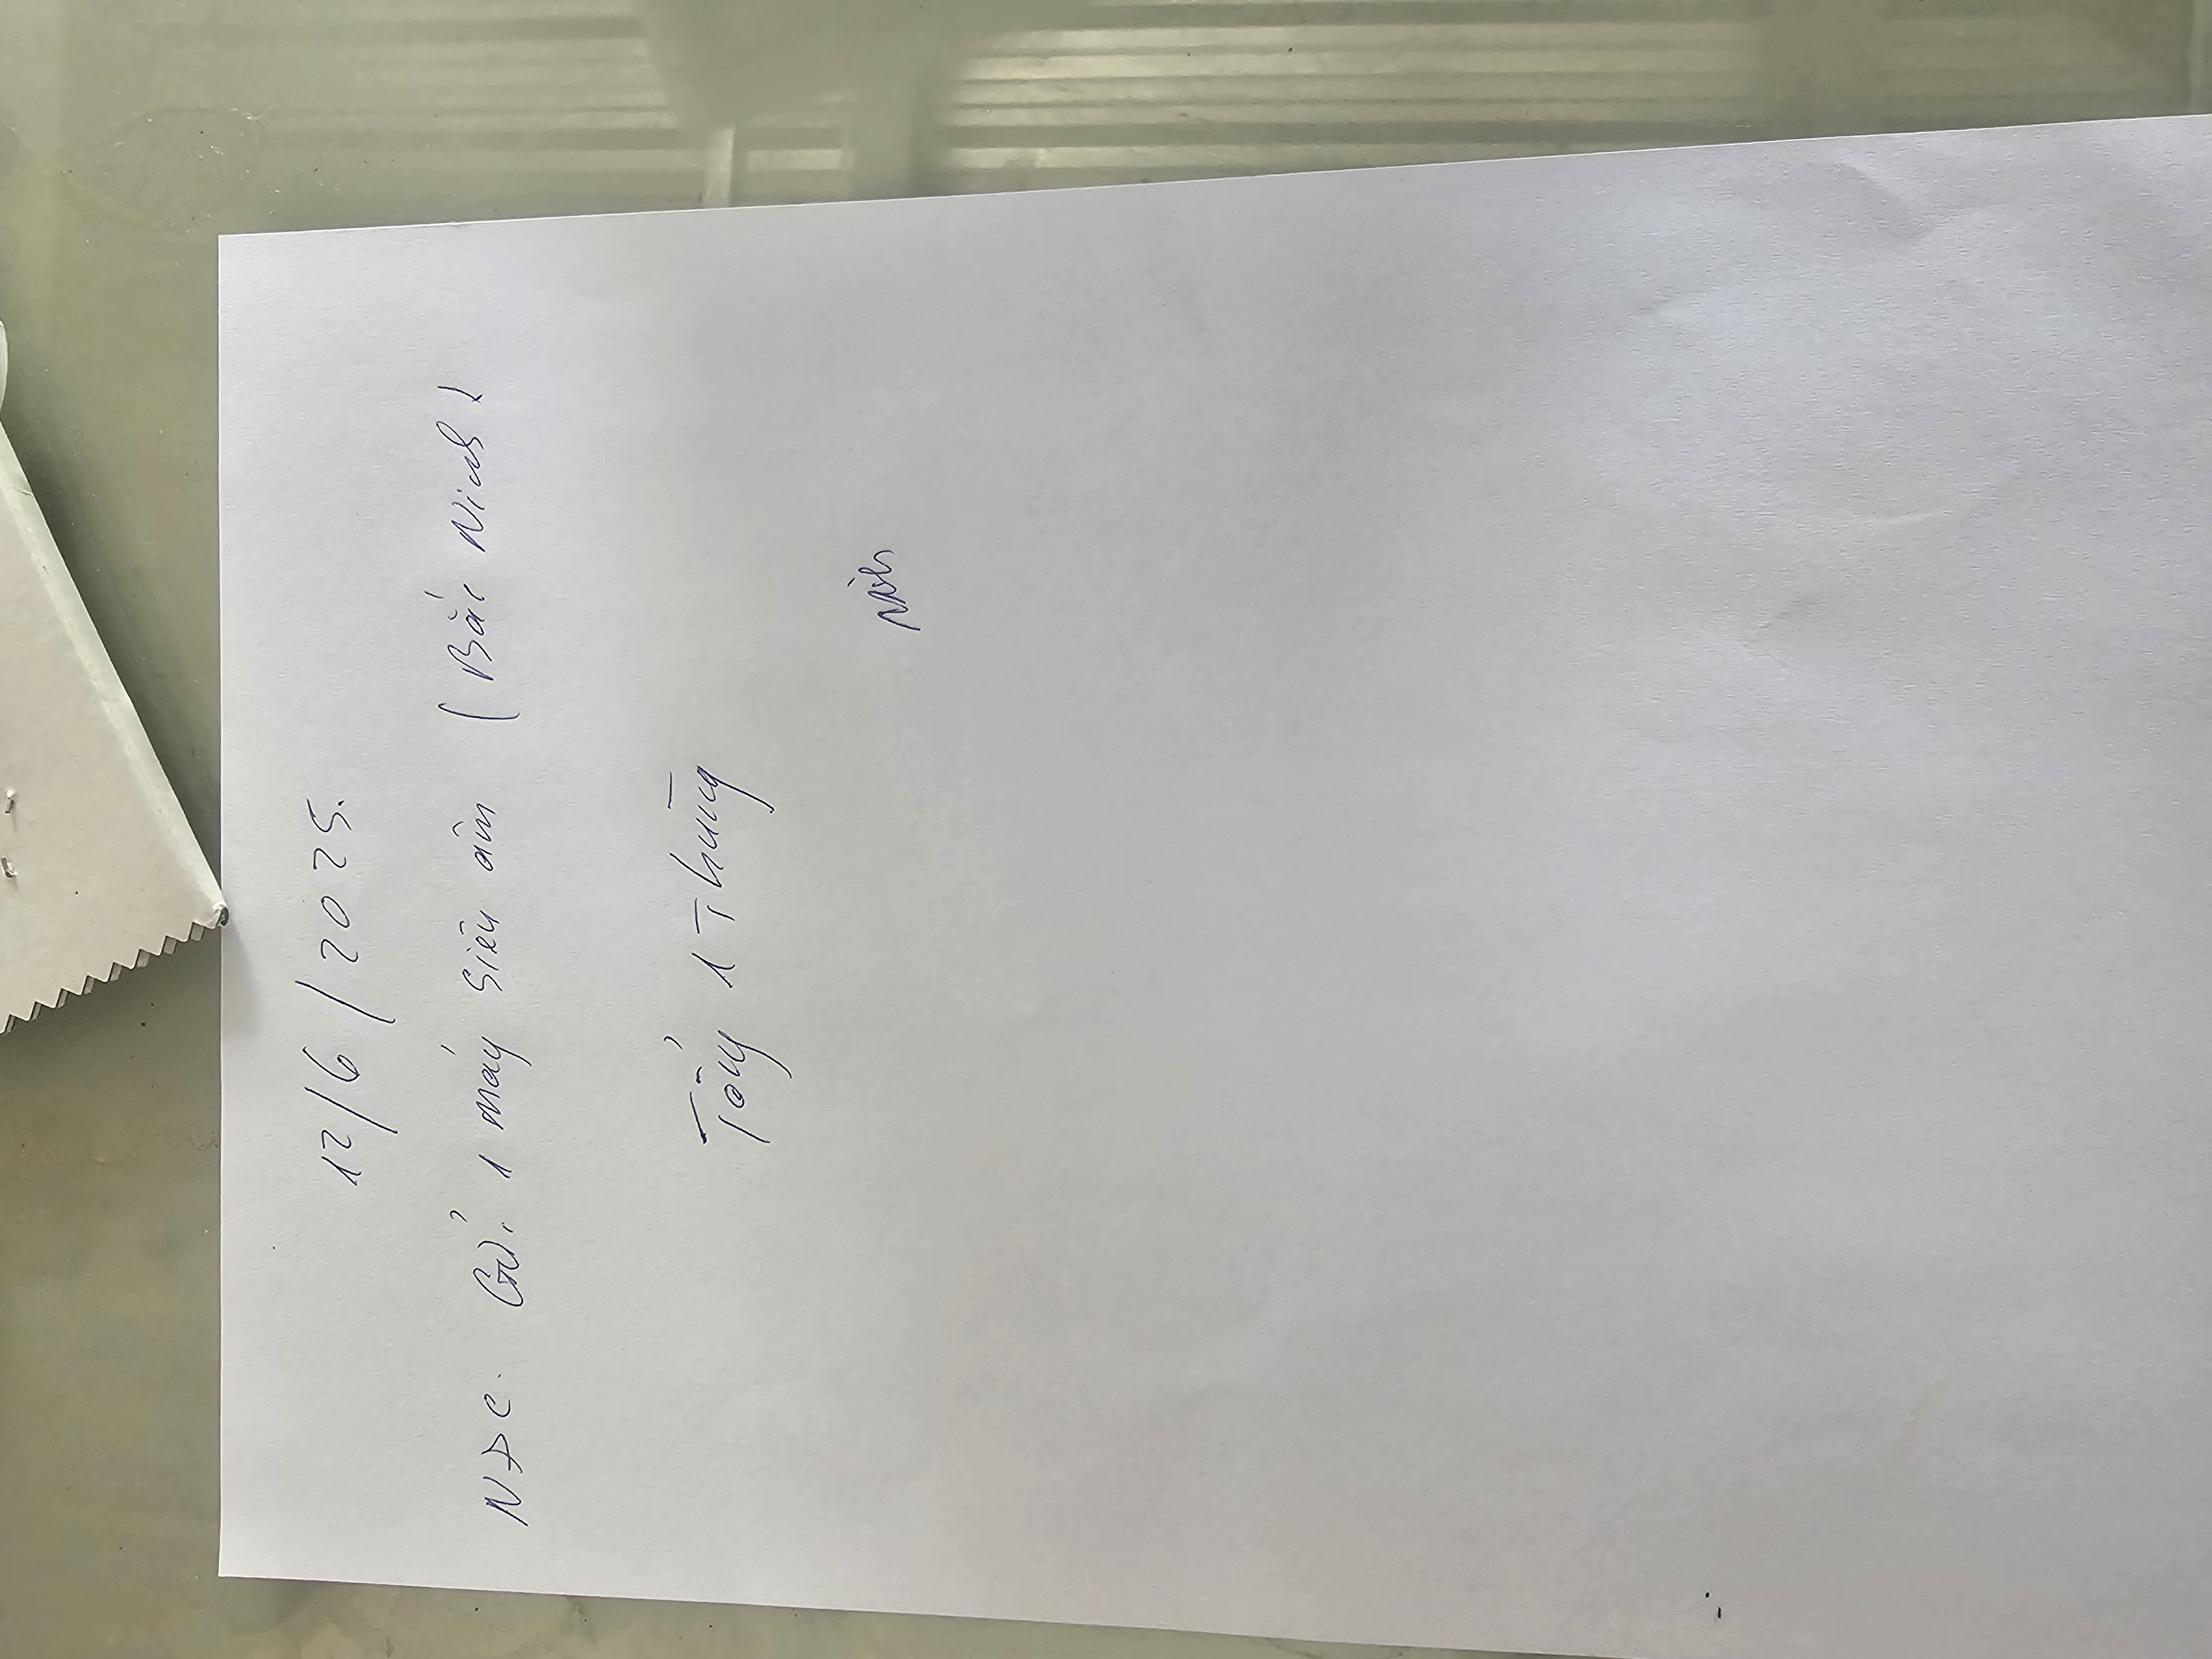 12/6/2025.
NĐC. Gửi 1 máy siêu âm (Bắc Ninh)
Tổng 1 Thùng